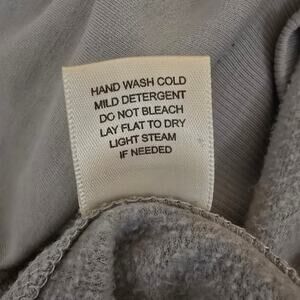 HAND WASH COLD
MILD DETERGENT
DO NOT BLEACH
LAY FLAT TO DRY
LIGHT STEAM
IF NEEDED